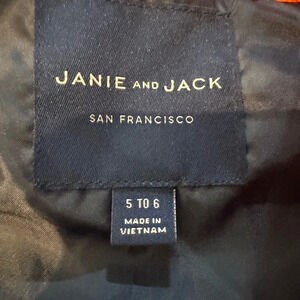 JANIE AND JACK
SAN FRANCISCO
5 TO 6
MADE IN
VIETNAM